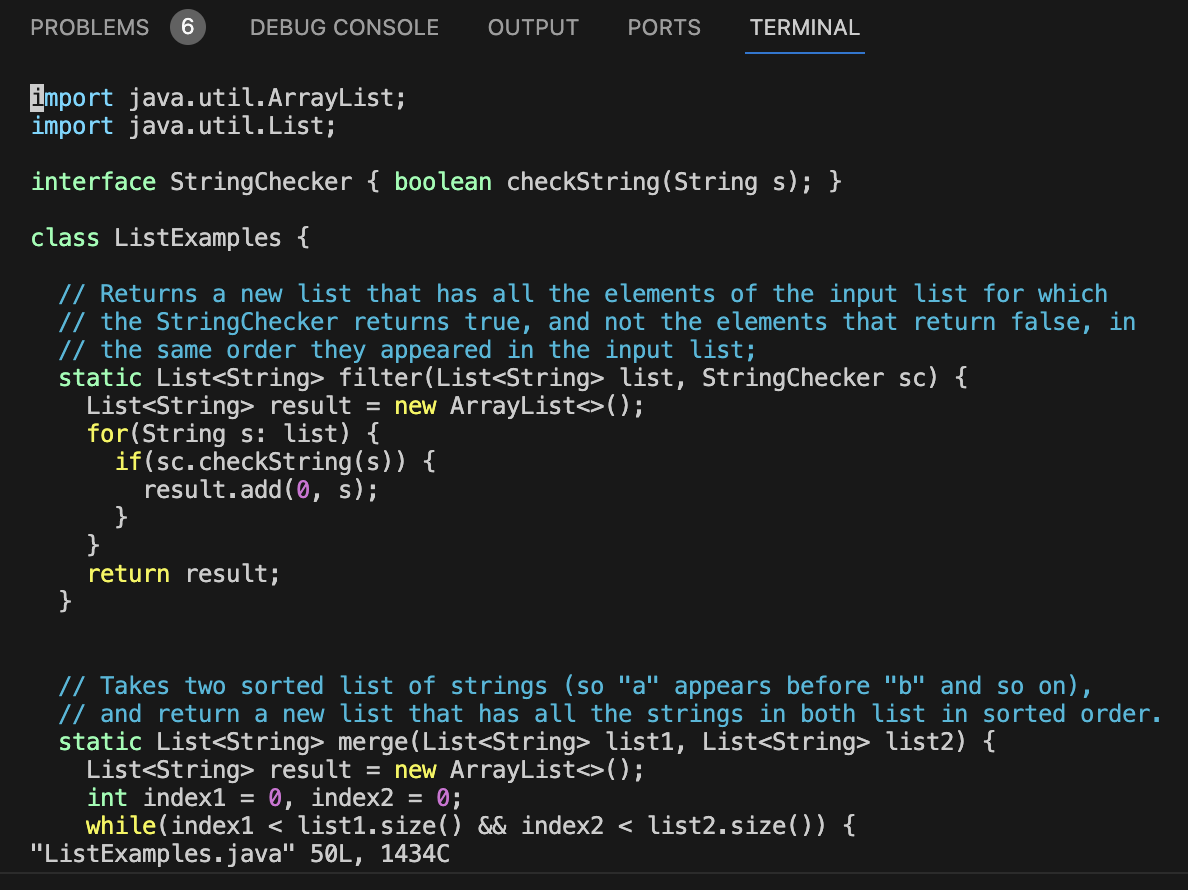 PROBLEMS 6 DEBUG CONSOLE OUTPUT PORTS TERMINAL
import java.util.ArrayList;
import java.util.List;
interface StringChecker { boolean checkString(String s); }
class ListExamples {
  // Returns a new list that has all the elements of the input list for which
  // the StringChecker returns true, and not the elements that return false, in
  // the same order they appeared in the input list;
  static List<String> filter(List<String> list, StringChecker sc) {
    List<String> result = new ArrayList<>();
    for(String s: list) {
      if(sc.checkString(s)) {
        result.add(0, s);
      }
    }
    return result;
  }
  // Takes two sorted list of strings (so "a" appears before "b" and so on),
  // and return a new list that has all the strings in both list in sorted order.
  static List<String> merge(List<String> list1, List<String> list2) {
    List<String> result = new ArrayList<>();
    int index1 = 0, index2 = 0;
    while(index1 < list1.size() && index2 < list2.size()) {
"ListExamples.java" 50L, 1434C